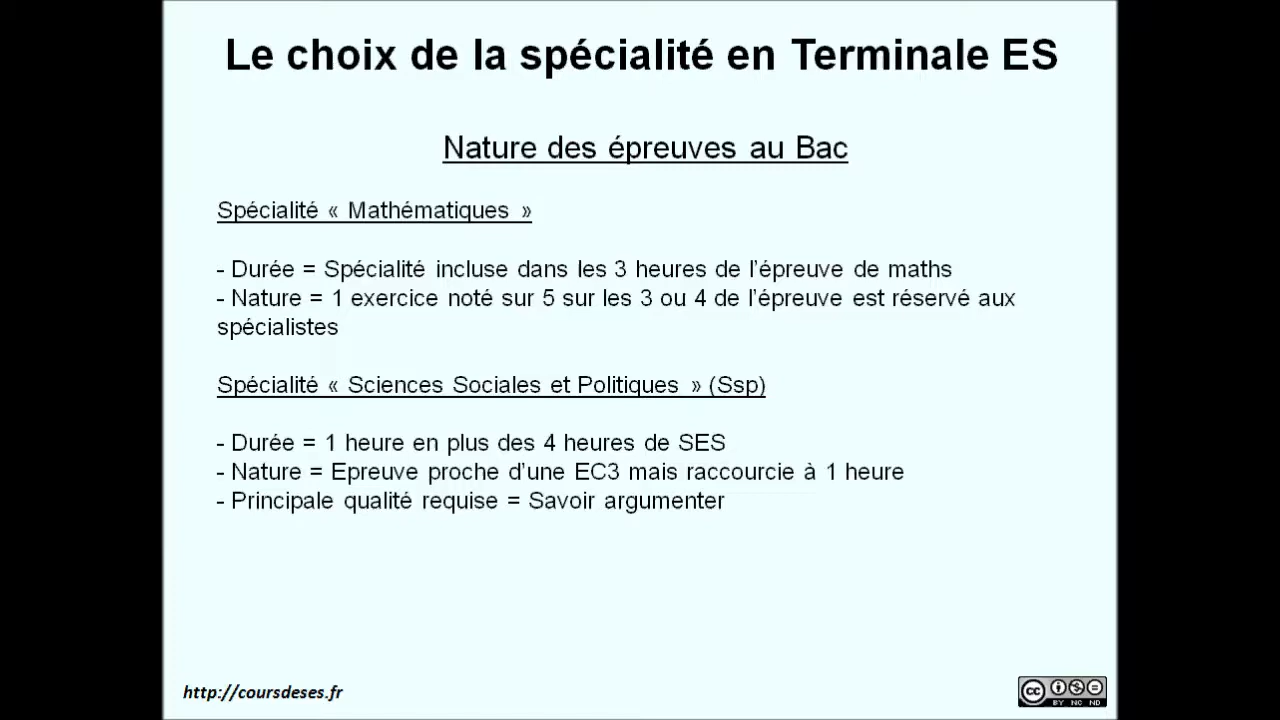 Le choix de la spécialité en Terminale ES
Nature des épreuves au Bac
Spécialité « Mathématiques »
- Durée = Spécialité incluse dans les 3 heures de l'épreuve de maths
- Nature = 1 exercice noté sur 5 sur les 3 ou 4 de l'épreuve est réservé aux
spécialistes
Spécialité « Sciences Sociales et Politiques » (Ssp)
- Durée = 1 heure en plus des 4 heures de SES
- Nature = Epreuve proche d'une EC3 mais raccourcie à 1 heure
- Principale qualité requise = Savoir argumenter
http://coursdeses.fr
cc BY NC ND